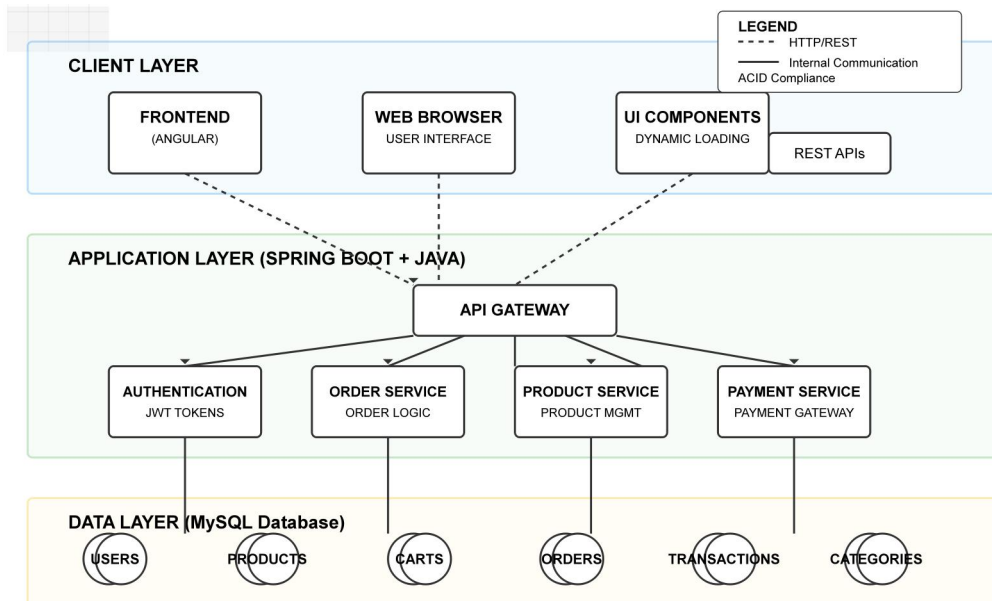 LEGEND
HTTP/REST
Internal Communication
ACID Compliance
CLIENT LAYER
FRONTEND
(ANGULAR)
WEB BROWSER
USER INTERFACE
UI COMPONENTS
DYNAMIC LOADING
REST APIs
APPLICATION LAYER (SPRING BOOT + JAVA)
API GATEWAY
AUTHENTICATION
JWT TOKENS
ORDER SERVICE
ORDER LOGIC
PRODUCT SERVICE
PRODUCT MGMT
PAYMENT SERVICE
PAYMENT GATEWAY
DATA LAYER (MySQL Database)
USERS
PRODUCTS
CARTS
ORDERS
TRANSACTIONS
CATEGORIES